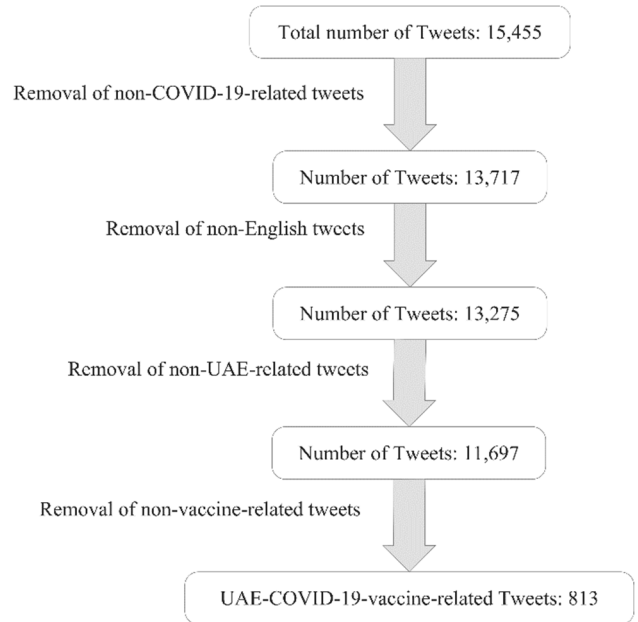 Total number of Tweets: 15,455
Removal of non-COVID-19-related tweets
Number of Tweets: 13,717
Removal of non-English tweets
Number of Tweets: 13,275
Removal of non-UAE-related tweets
Number of Tweets: 11,697
Removal of non-vaccine-related tweets
UAE-COVID-19-vaccine-related Tweets: 813